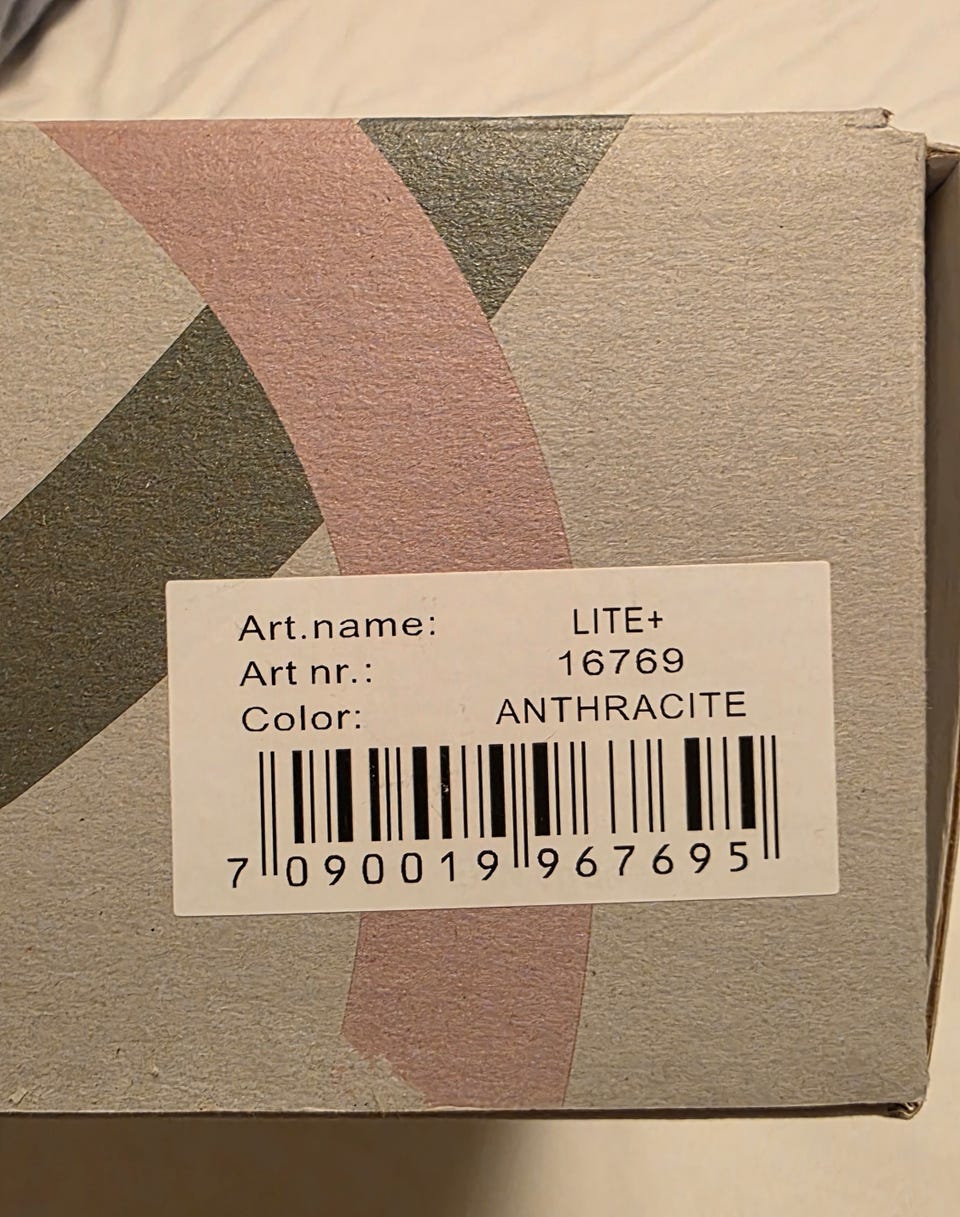 Art.name: LITE+
Art nr.: 16769
Color: ANTHRACITE
7 090019 967695